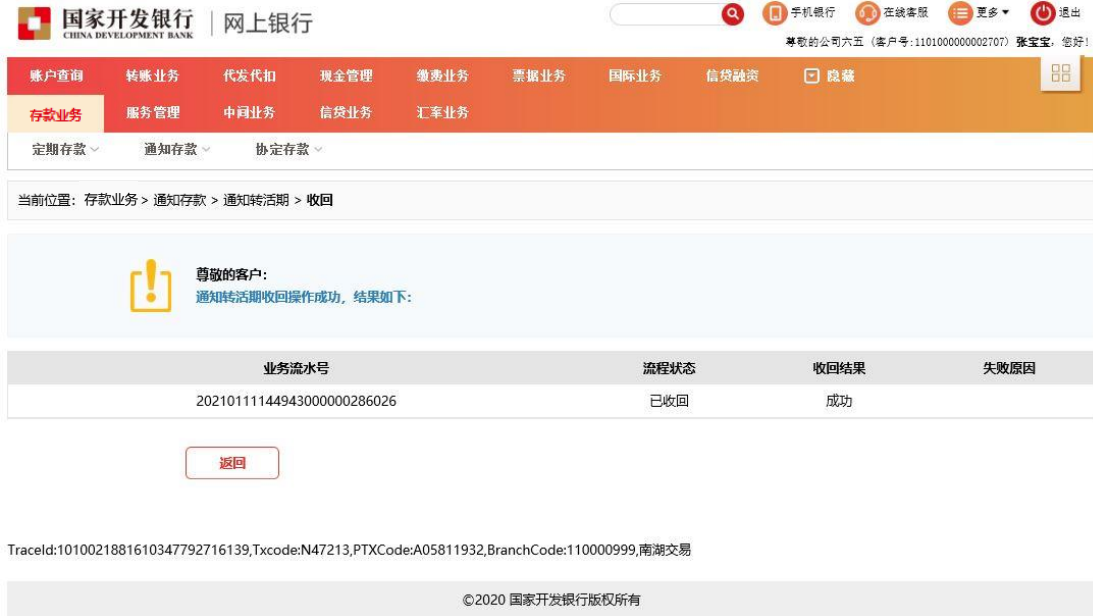 国家开发银行 网上银行 手机银行 在线客服 更多 退出
CHINA DEVELOPMENT BANK
尊敬的公司六五（客户号:1101000000002707）张宝宝，您好!
账户查询 转账业务 代发代扣 现金管理 缴费业务 票据业务 国际业务 信贷融资 隐藏
存款业务 服务管理 中间业务 信贷业务 汇率业务
定期存款 通知存款 协定存款
当前位置：存款业务 > 通知存款 > 通知转活期 > 收回
尊敬的客户：
通知转活期收回操作成功，结果如下：
业务流水号 流程状态 收回结果 失败原因
20210111144943000000286026 已收回 成功
返回
TraceId:1010021881610347792716139,Txcode:N47213,PTXCode:A05811932,BranchCode:110000999,南湖交易
©2020 国家开发银行版权所有